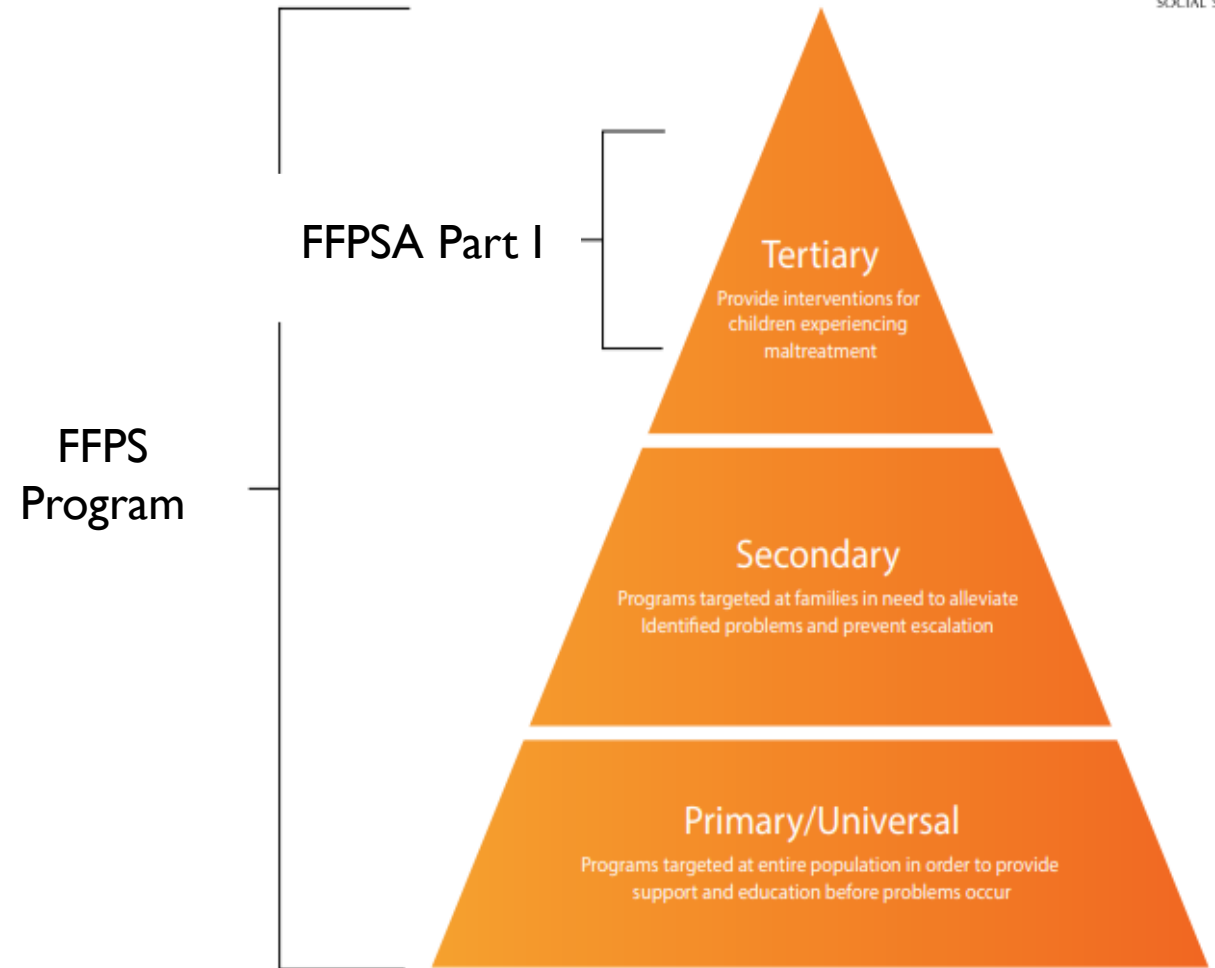 SOCIAL
FFPSA Part I
Tertiary
Provide interventions for
children experiencing
maltreatment
FFPS
Program
Secondary
Programs targeted at families in need to alleviate
Identified problems and prevent escalation
Primary/Universal
Programs targeted at entire population in order to provide
support and education before problems occur